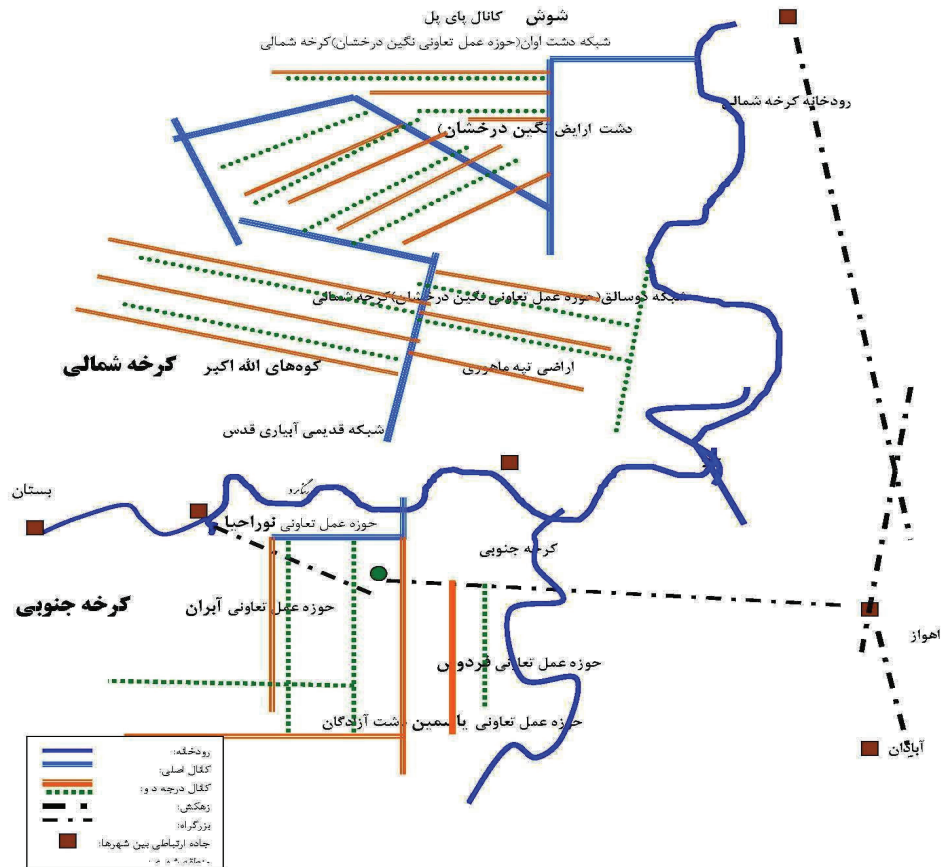 شوش کانال پای پل
شبکه دشت اوان(حوزه عمل تعاونی نگین درخشان)کرخه شمالی
رودخانه کرخه شمالی
دشت ارایض نگین درخشان)
شبکه دوسالق(حوزه عمل تعاونی نگین درخشان)کرخه شمالی
کرخه شمالی
کوه‌های الله اکبر
اراضی تپه ماهوری
شبکه قدیمی آبیاری قدس
بستان
حوزه عمل تعاونی نوراحیا
کرخه جنوبی
کرخه جنوبی
حوزه عمل تعاونی آبران
اهواز
حوزه عمل تعاونی فردوس
حوزه عمل تعاونی یاسمین دشت آزادگان
آبادان
رودخانه:
کانال اصلی:
کانال درجه دو:
زهکش:
بزرگراه:
جاده ارتباطی بین شهرها: